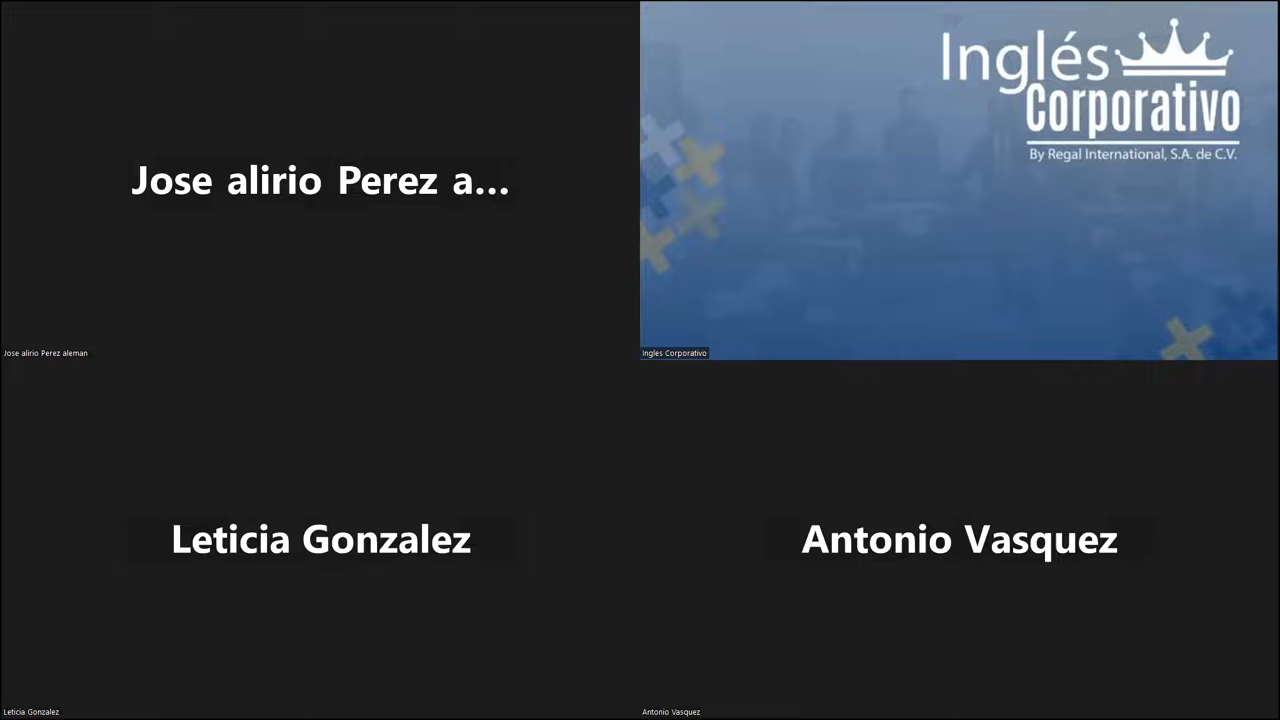 Jose alirio Perez a...
Jose alirio Perez aleman
Inglés
Corporativo
By Regal International, S.A. de C.V.
Ingles Corporativo
Leticia Gonzalez
Leticia Gonzalez
Antonio Vasquez
Antonio Vasquez